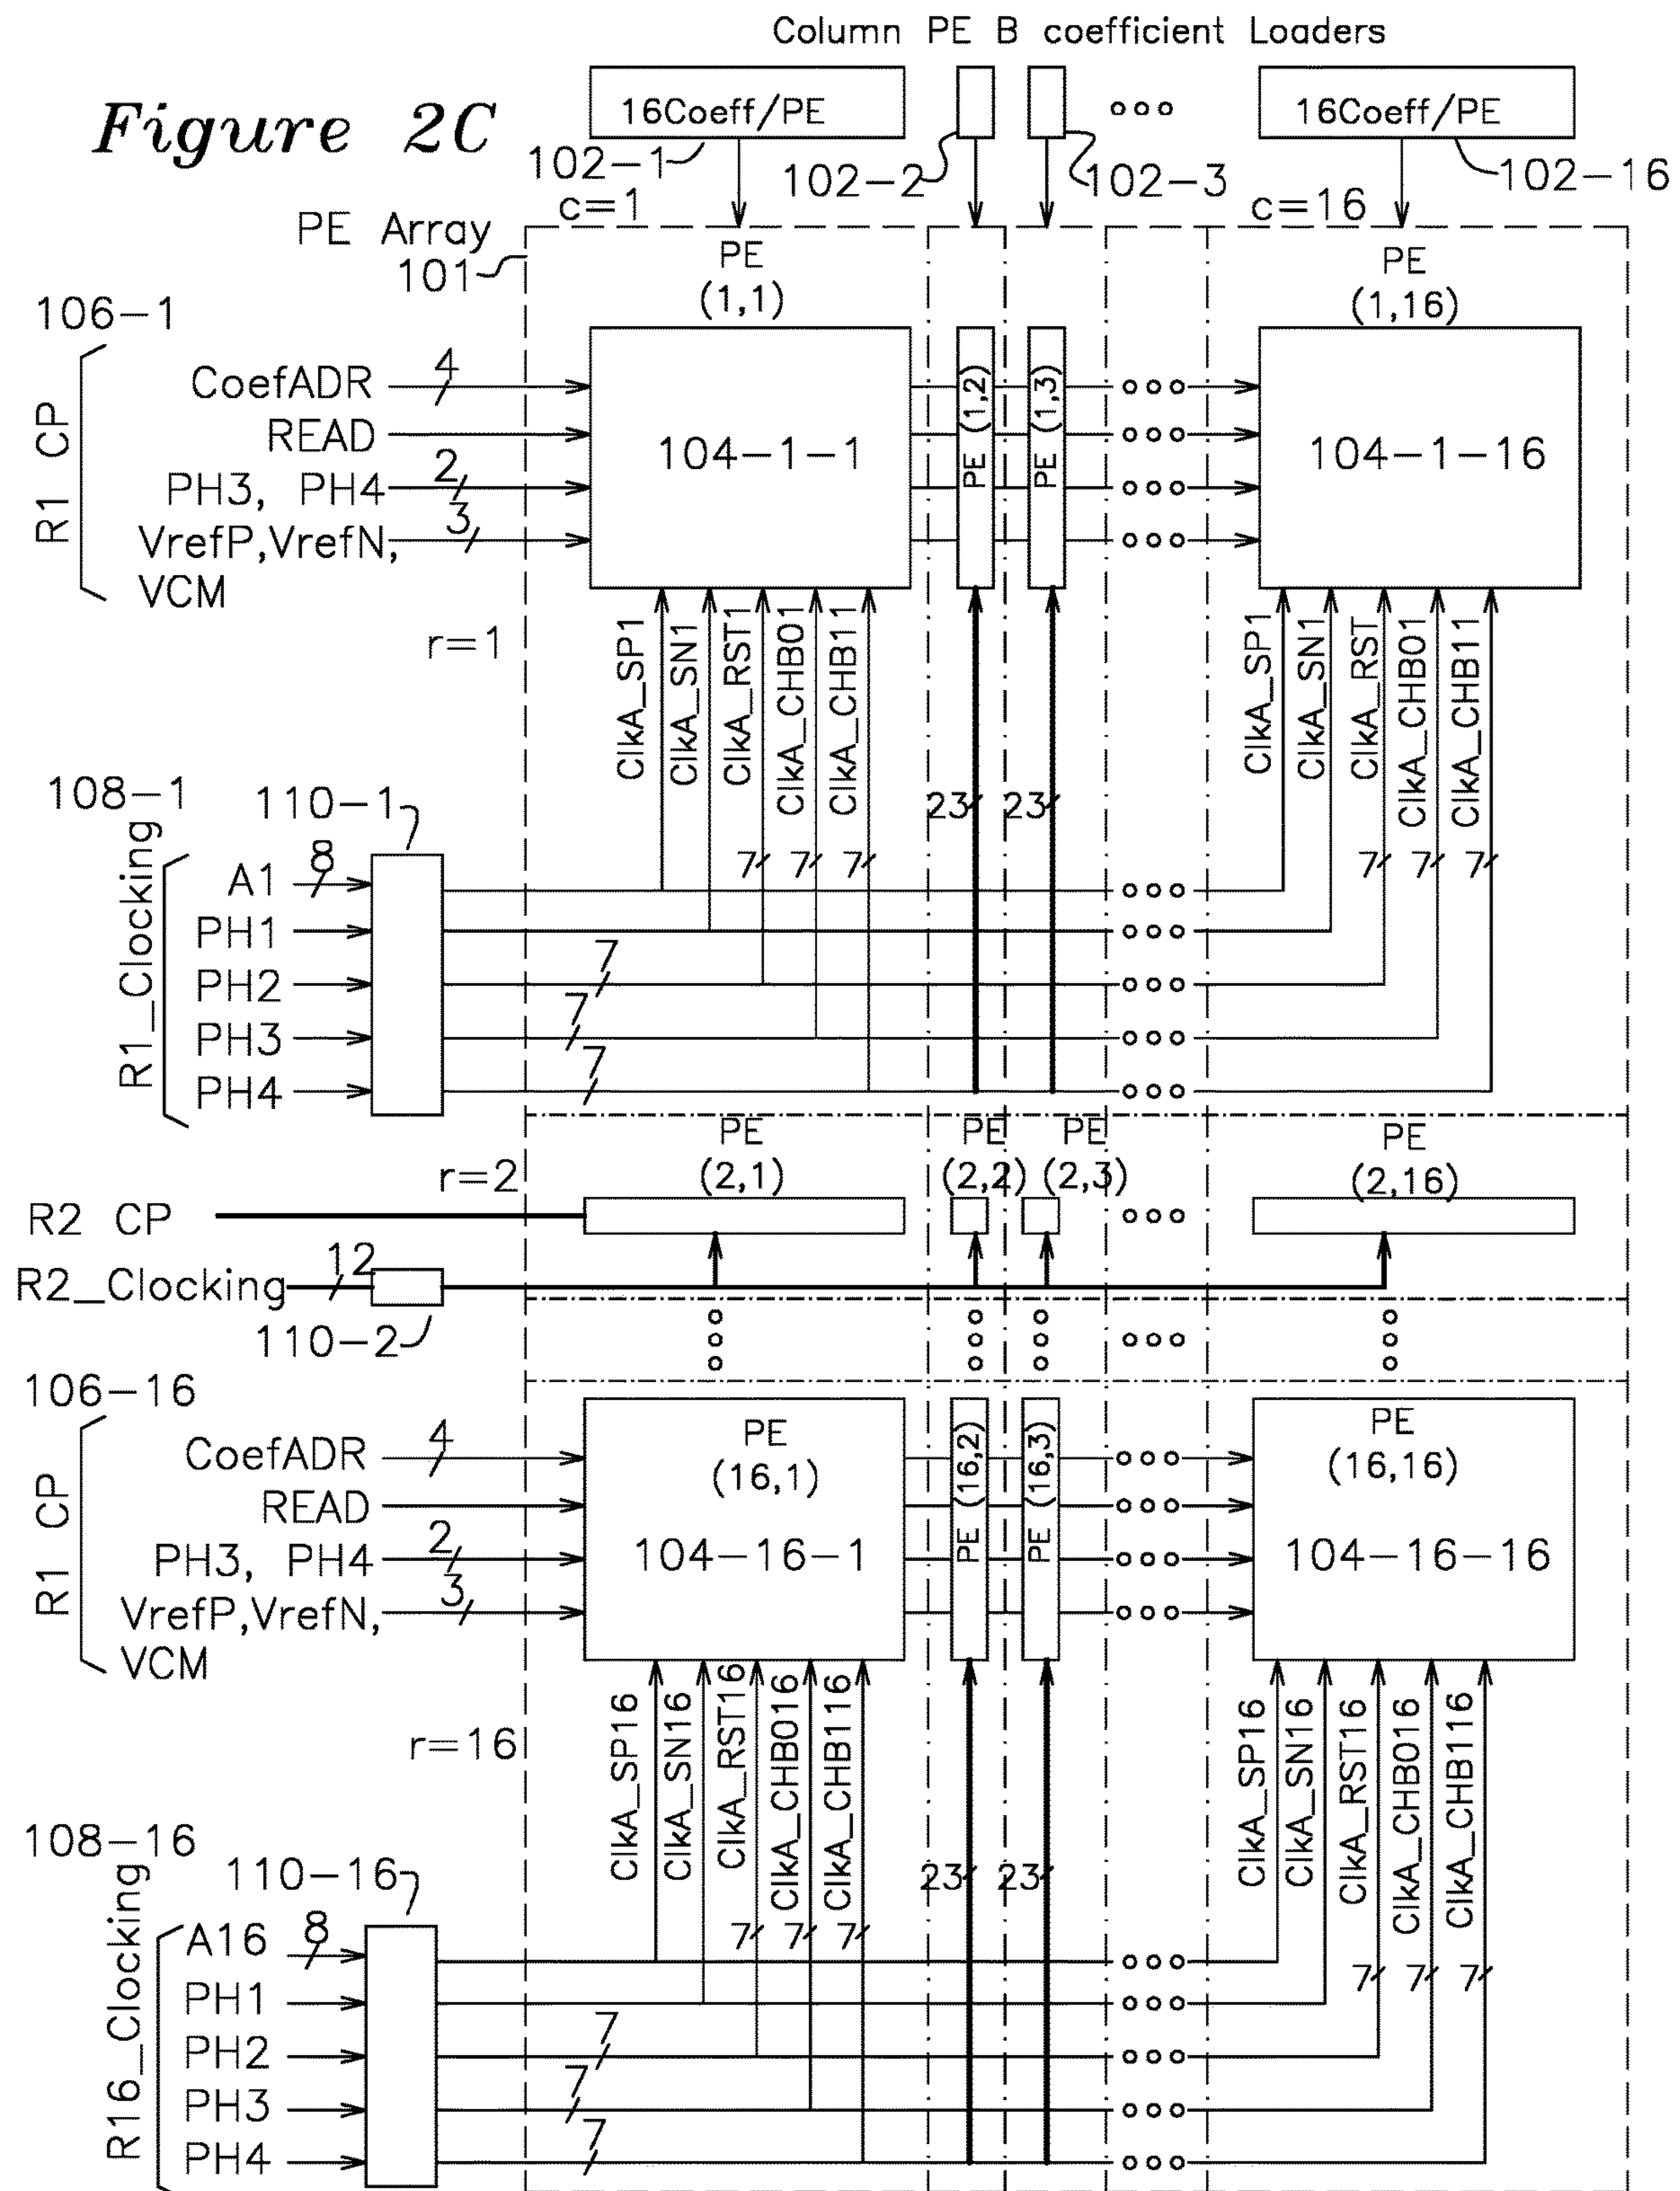 Column PE B coefficient Loaders
Figure 2C
16Coeff/PE
16Coeff/PE
102-1
102-2
102-3
102-16
c=1
c=16
PE Array
101
PE
(1,1)
PE
(1,16)
106-1
R1 CP
CoefADR
4
READ
PH3, PH4
2
VrefP,VrefN,
3
VCM
104-1-1
PE (1,2)
PE (1,3)
104-1-16
r=1
ClkA_SP1
ClkA_SN1
ClkA_RST1
ClkA_CHB01
ClkA_CHB11
23
23
ClkA_SP1
ClkA_SN1
ClkA_RST
ClkA_CHB01
ClkA_CHB11
108-1
110-1
R1_Clocking
A1
8
PH1
PH2
PH3
PH4
7
7
7
7
7
7
7
7
7
PE
(2,1)
PE
(2,2)
PE
(2,3)
PE
(2,16)
r=2
R2 CP
R2_Clocking
12
110-2
106-16
R1 CP
CoefADR
4
READ
PH3, PH4
2
VrefP,VrefN,
3
VCM
PE
(16,1)
104-16-1
PE (16,2)
PE (16,3)
PE
(16,16)
104-16-16
r=16
ClkA_SP16
ClkA_SN16
ClkA_RST16
ClkA_CHB016
ClkA_CHB116
23
23
ClkA_SP16
ClkA_SN16
ClkA_RST16
ClkA_CHB016
ClkA_CHB116
108-16
110-16
R16_Clocking
A16
8
PH1
PH2
PH3
PH4
7
7
7
7
7
7
7
7
7